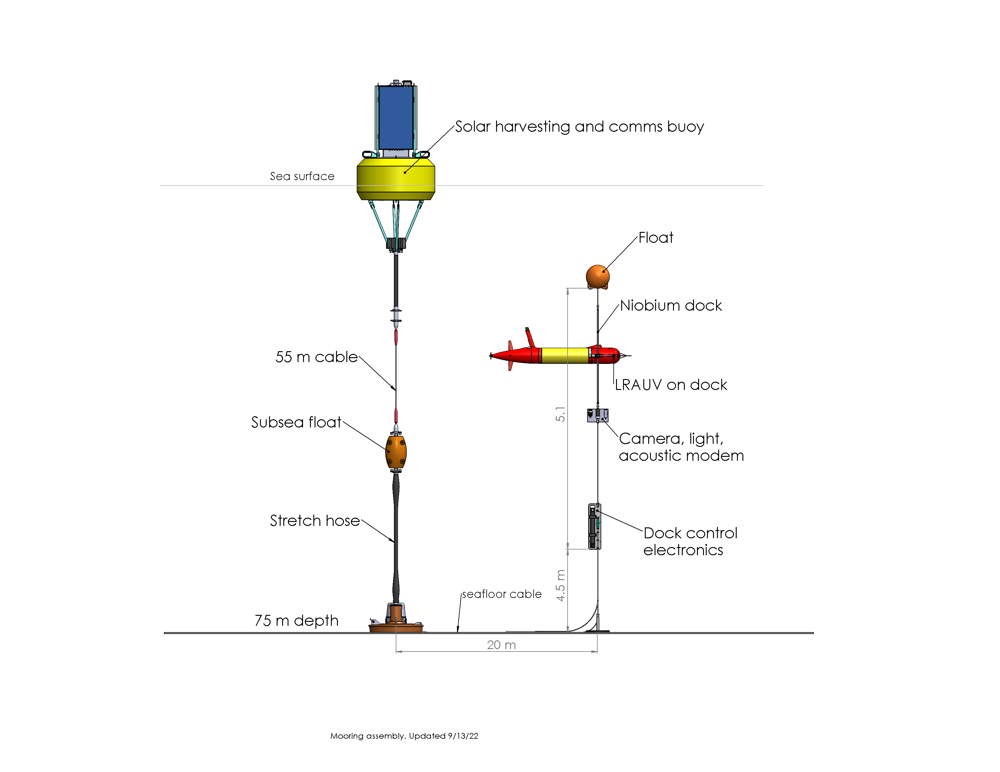 Solar harvesting and comms buoy
Sea surface
Float
Niobium dock
55 m cable
LRAUV on dock
5.1
Subsea float
Camera, light,
acoustic modem
Stretch hose
Dock control
electronics
4.5 m
seafloor cable
75 m depth
20 m
Mooring assembly. Updated 9/13/22